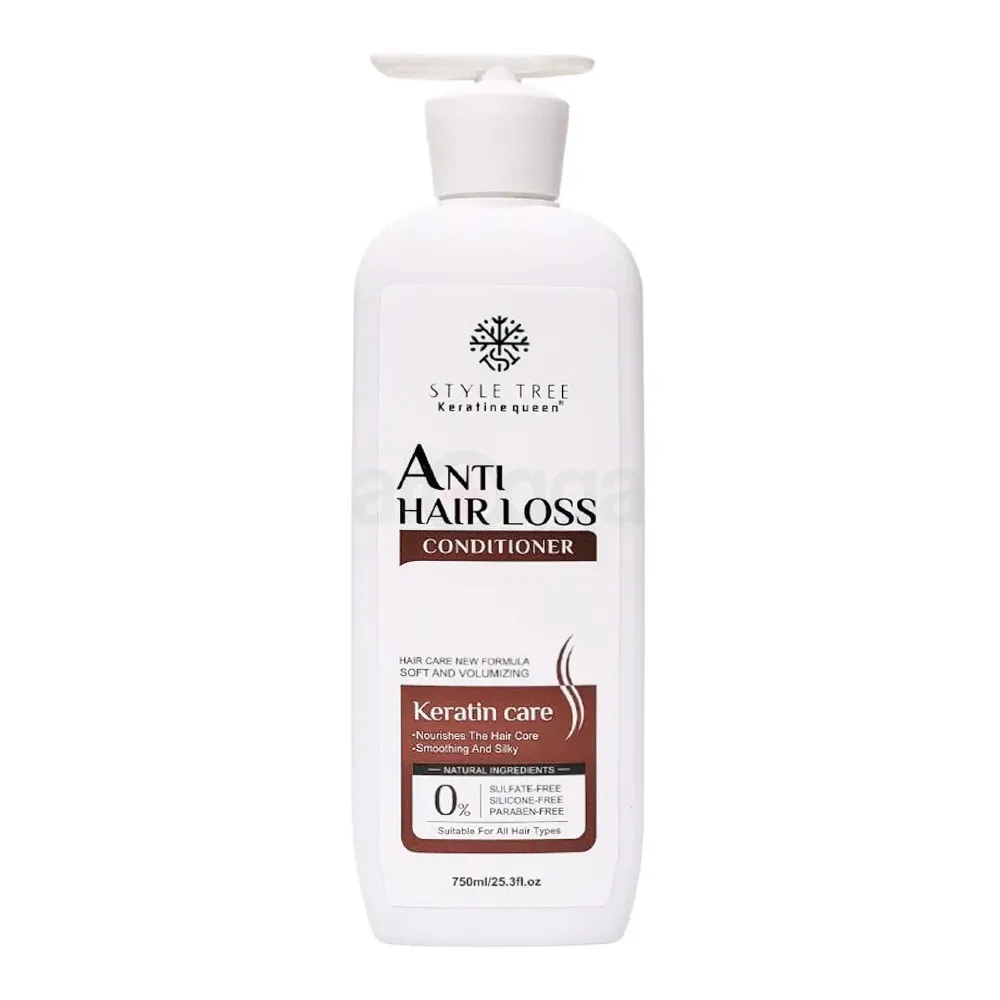 STYLE TREE
Keratine queen®
ANTI
HAIR LOSS
CONDITIONER
HAIR CARE NEW FORMULA
SOFT AND VOLUMIZING
Keratin care
•Nourishes The Hair Core
•Smoothing And Silky
NATURAL INGREDIENTS
0%
SULFATE-FREE
SILICONE-FREE
PARABEN-FREE
Suitable For All Hair Types
750ml/25.3fl.oz